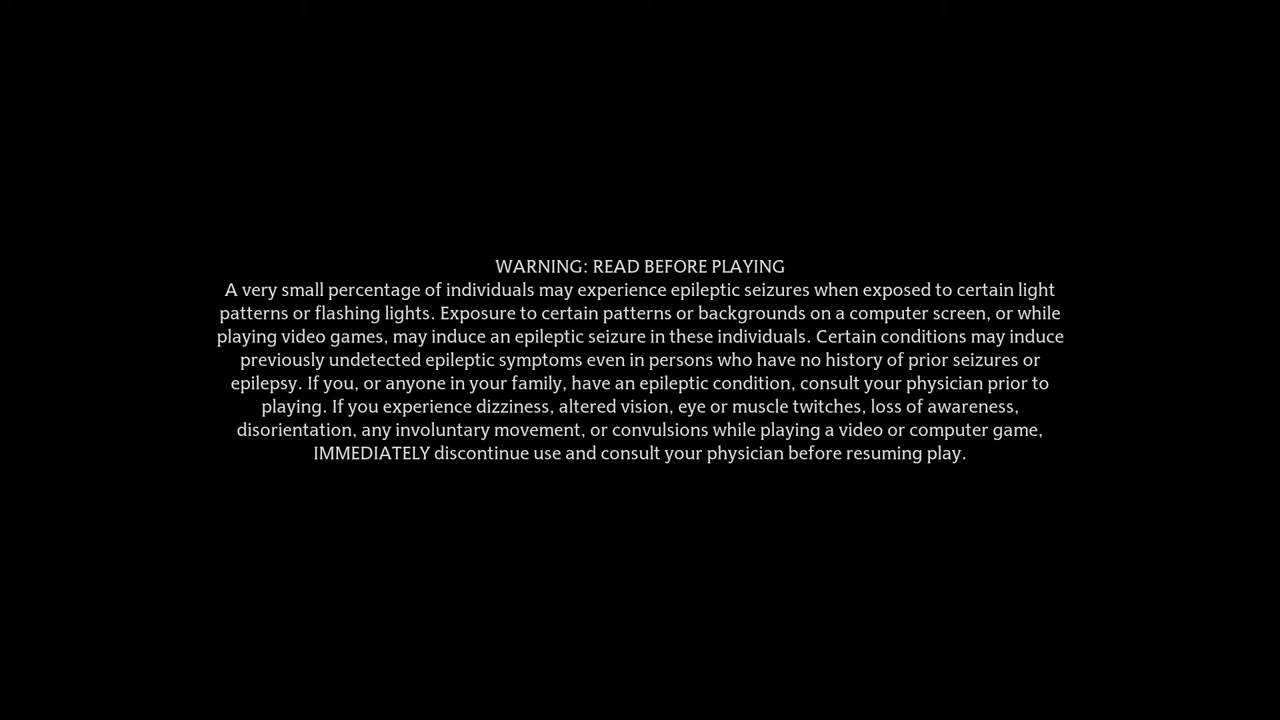 WARNING: READ BEFORE PLAYING
A very small percentage of individuals may experience epileptic seizures when exposed to certain light
patterns or flashing lights. Exposure to certain patterns or backgrounds on a computer screen, or while
playing video games, may induce an epileptic seizure in these individuals. Certain conditions may induce
previously undetected epileptic symptoms even in persons who have no history of prior seizures or
epilepsy. If you, or anyone in your family, have an epileptic condition, consult your physician prior to
playing. If you experience dizziness, altered vision, eye or muscle twitches, loss of awareness,
disorientation, any involuntary movement, or convulsions while playing a video or computer game,
IMMEDIATELY discontinue use and consult your physician before resuming play.